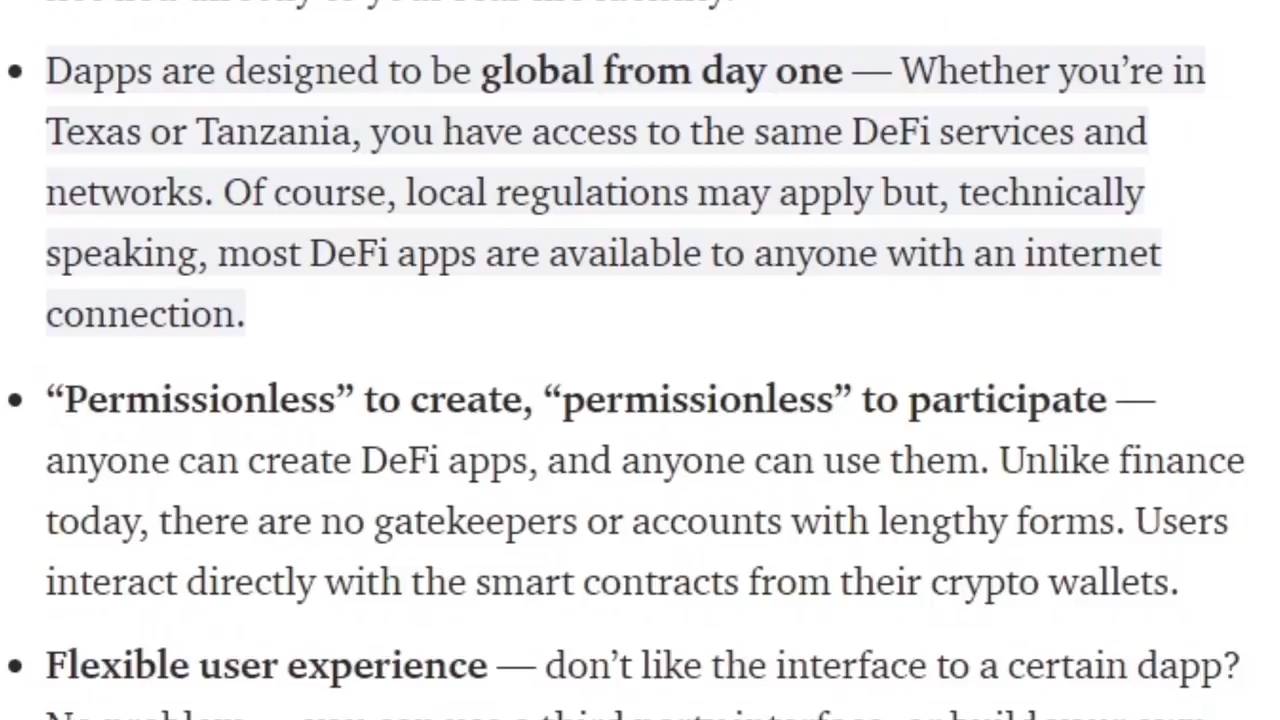 Dapps are designed to be global from day one — Whether you’re in
Texas or Tanzania, you have access to the same DeFi services and
networks. Of course, local regulations may apply but, technically
speaking, most DeFi apps are available to anyone with an internet
connection.
“Permissionless” to create, “permissionless” to participate —
anyone can create DeFi apps, and anyone can use them. Unlike finance
today, there are no gatekeepers or accounts with lengthy forms. Users
interact directly with the smart contracts from their crypto wallets.
Flexible user experience — don’t like the interface to a certain dapp?